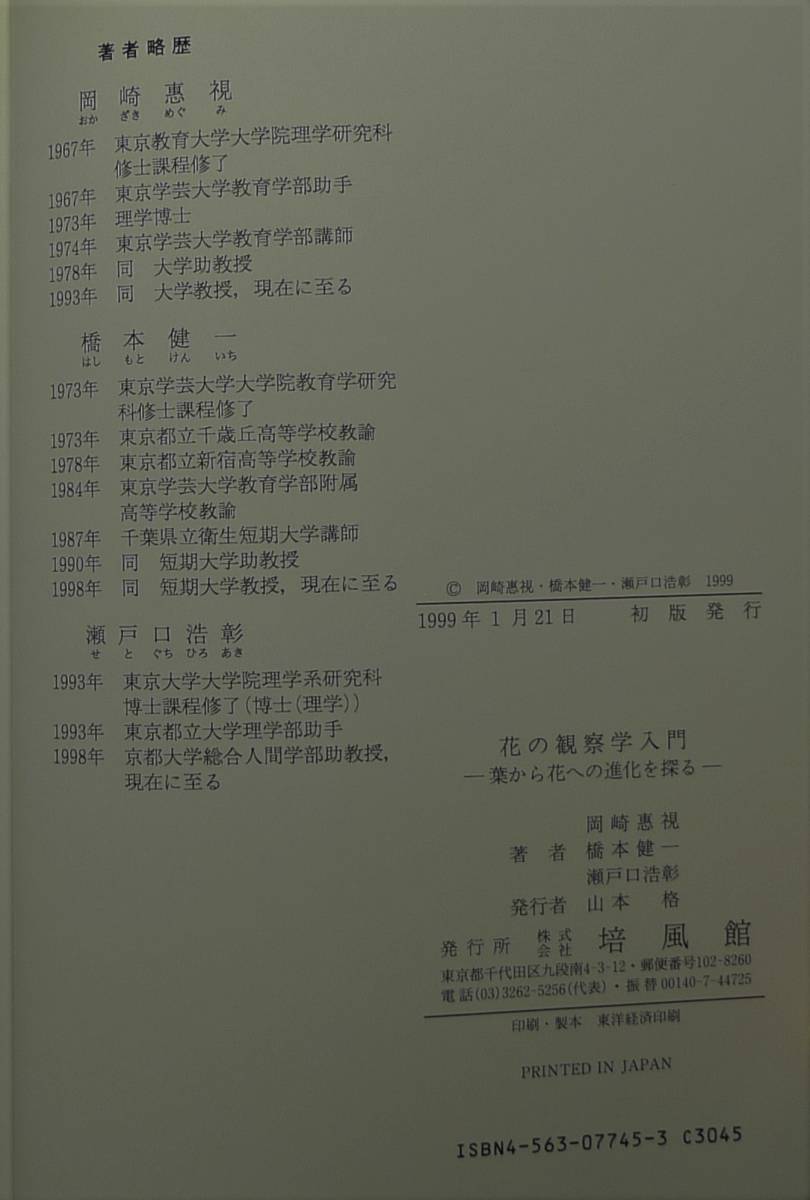 著者略歴
岡崎惠視
おか ざき めぐ み
1967年 東京教育大学大学院理学研究科
修士課程修了
1967年 東京学芸大学教育学部助手
1973年 理学博士
1974年 東京学芸大学教育学部講師
1978年 同 大学助教授
1993年 同 大学教授，現在に至る
橋本健一
はし もと けん いち
1973年 東京学芸大学大学院教育学研究
科修士課程修了
1973年 東京都立千歳丘高等学校教諭
1978年 東京都立新宿高等学校教諭
1984年 東京学芸大学教育学部附属
高等学校教諭
1987年 千葉県立衛生短期大学講師
1990年 同 短期大学助教授
1998年 同 短期大学教授，現在に至る
瀬戸口浩彰
せ と ぐち ひろ あき
1993年 東京大学大学院理学系研究科
博士課程修了(博士(理学))
1993年 東京都立大学理学部助手
1998年 京都大学総合人間学部助教授，
現在に至る
© 岡崎惠視・橋本健一・瀬戸口浩彰 1999
1999年1月21日 初版発行
花の観察学入門
―葉から花への進化を探る―
岡崎惠視
著者 橋本健一
瀬戸口浩彰
発行者 山本 格
発行所 株式会社 培風館
東京都千代田区九段南4-3-12・郵便番号102-8260
電話(03)3262-5256(代表)・振替00140-7-44725
印刷・製本 東洋経済印刷
PRINTED IN JAPAN
ISBN4-563-07745-3 C3045